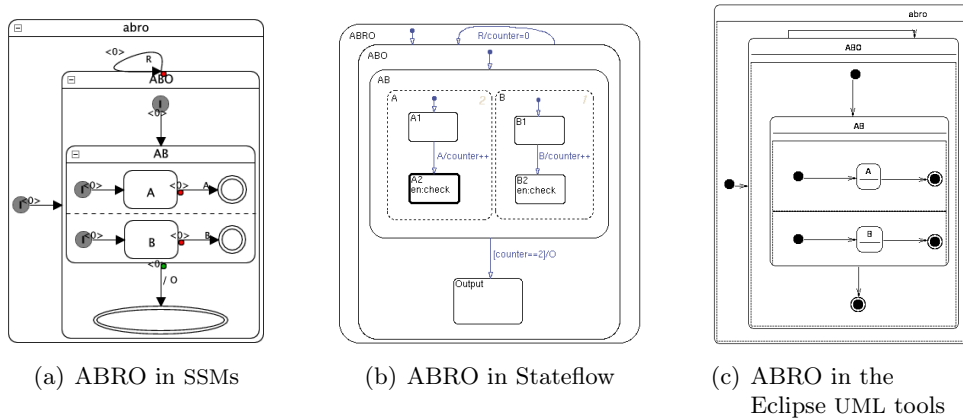 abro
<0>
R
ABO
I
<0>
AB
I
<0>
A
<0>
A
I
<0>
I
<0>
B
<0>
B
<0>
/ O
(a) ABRO in SSMs
ABRO
R/counter=0
ABO
AB
A
2
B
1
A1
B1
A/counter++
B/counter++
A2
en:check
B2
en:check
[counter==2]/O
Output
(b) ABRO in Stateflow
abro
ABO
AB
A
B
(c) ABRO in the
Eclipse UML tools